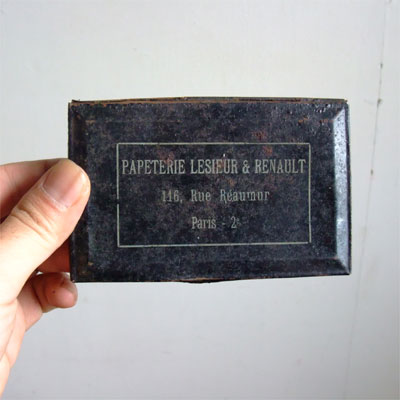 PAPETERIE LESIEUR & RENAULT
116, Rue Réaumur
Paris - 2e